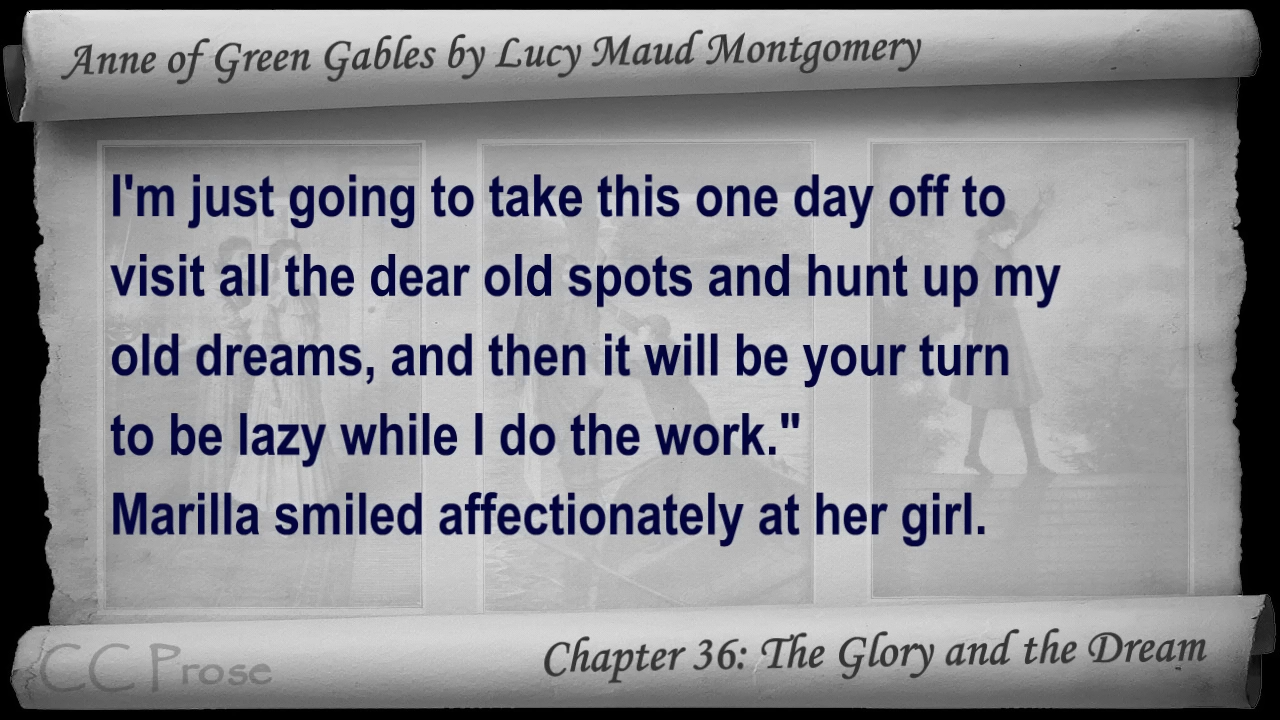 Anne of Green Gables by Lucy Maud Montgomery
I'm just going to take this one day off to
visit all the dear old spots and hunt up my
old dreams, and then it will be your turn
to be lazy while I do the work."
Marilla smiled affectionately at her girl.
CC Prose
Chapter 36: The Glory and the Dream